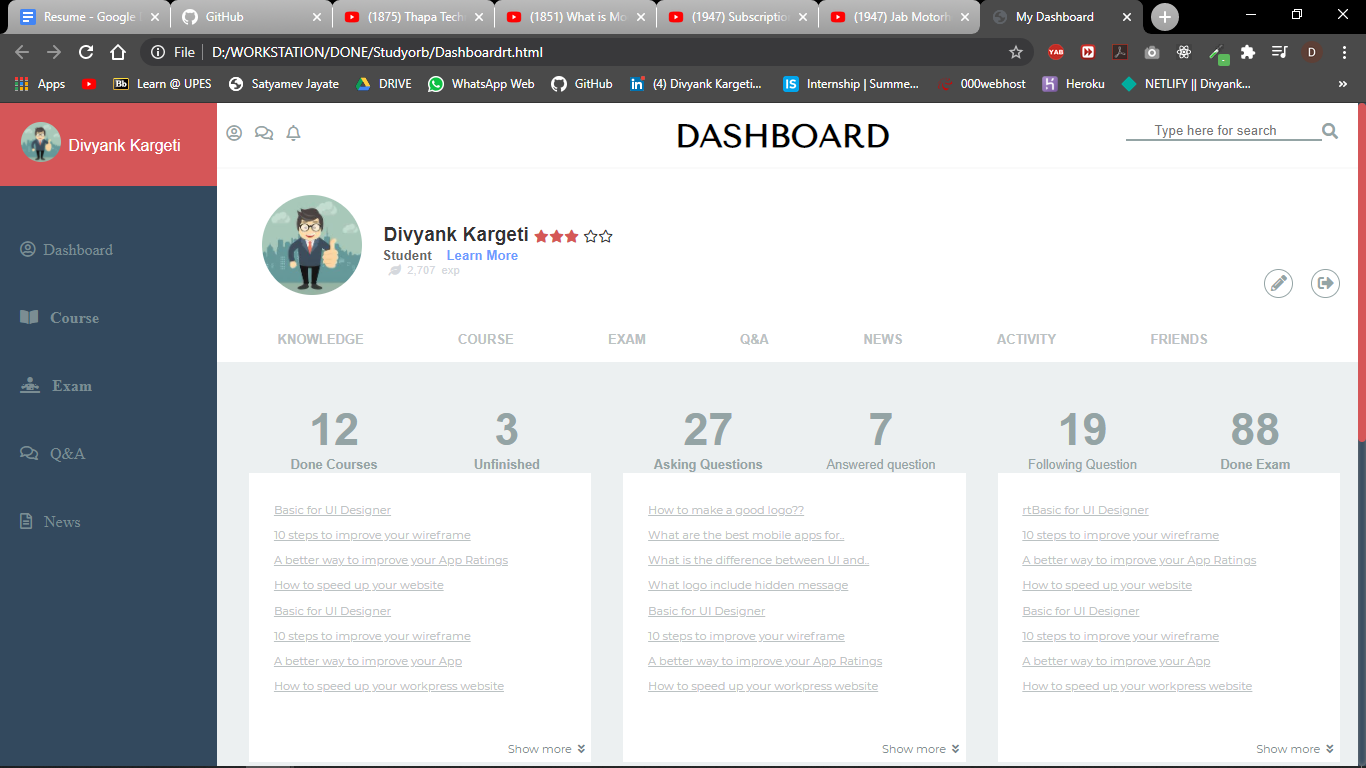 Resume - Google
GitHub
(1875) Thapa Tech
(1851) What is Mo
(1947) Subscriptio
(1947) Jab Motorh
My Dashboard
File D:/WORKSTATION/DONE/Studyorb/Dashboardrt.html
YAB
D
Apps
Bb Learn @ UPES
Satyamev Jayate
DRIVE
WhatsApp Web
GitHub
in (4) Divyank Kargeti...
IS Internship | Summe...
000webhost
Heroku
NETLIFY || Divyank...
»
Divyank Kargeti
DASHBOARD
Type here for search
Dashboard
Course
Exam
Q&A
News
Divyank Kargeti
Student Learn More
2,707 exp
KNOWLEDGE COURSE EXAM Q&A NEWS ACTIVITY FRIENDS
12
Done Courses
3
Unfinished
Basic for UI Designer
10 steps to improve your wireframe
A better way to improve your App Ratings
How to speed up your website
Basic for UI Designer
10 steps to improve your wireframe
A better way to improve your App
How to speed up your workpress website
Show more
27
Asking Questions
7
Answered question
How to make a good logo??
What are the best mobile apps for..
What is the difference between UI and..
What logo include hidden message
Basic for UI Designer
10 steps to improve your wireframe
A better way to improve your App Ratings
How to speed up your workpress website
Show more
19
Following Question
88
Done Exam
rtBasic for UI Designer
10 steps to improve your wireframe
A better way to improve your App Ratings
How to speed up your website
Basic for UI Designer
10 steps to improve your wireframe
A better way to improve your App
How to speed up your workpress website
Show more